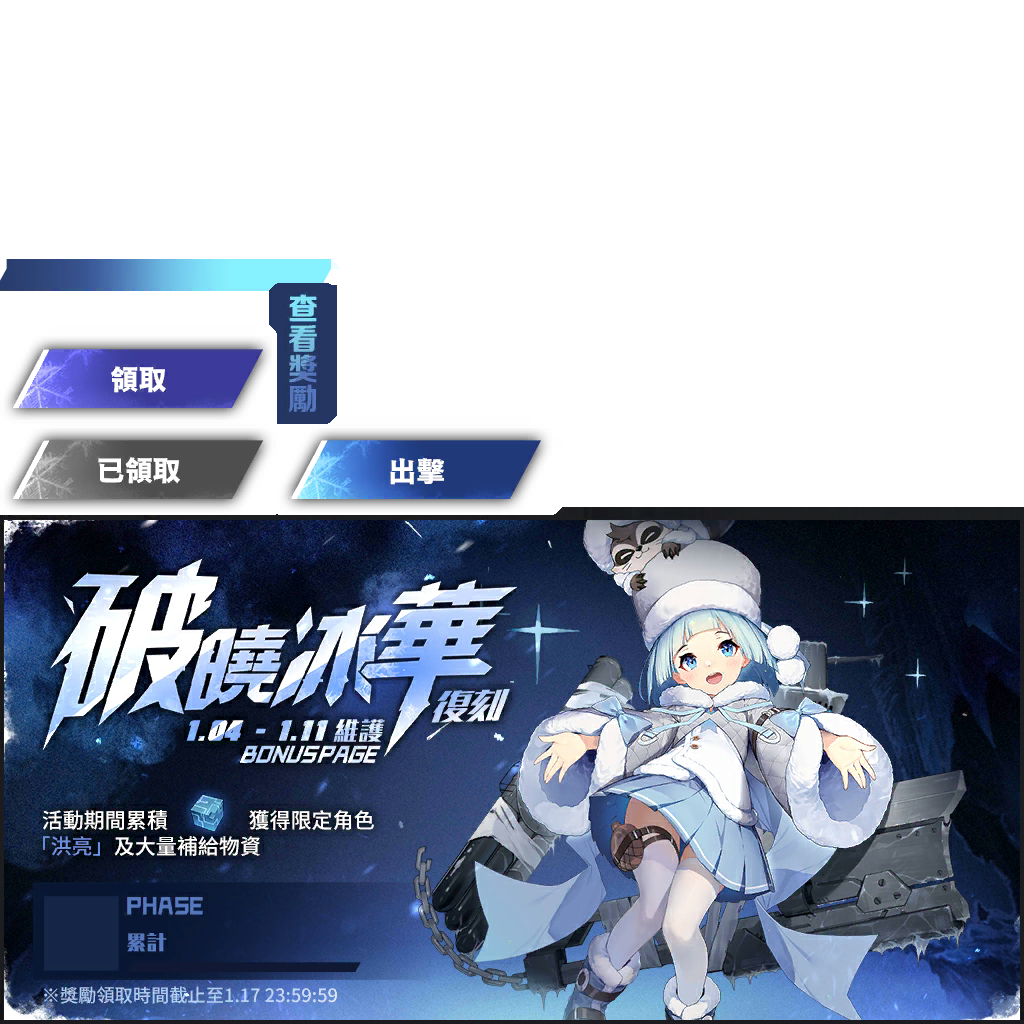 查看獎勵
領取
已領取
出擊
破曉冰華
復刻
1.04 - 1.11 維護
BONUSPAGE
活動期間累積 獲得限定角色
「洪亮」及大量補給物資
PHASE
累計
※獎勵領取時間截止至1.17 23:59:59